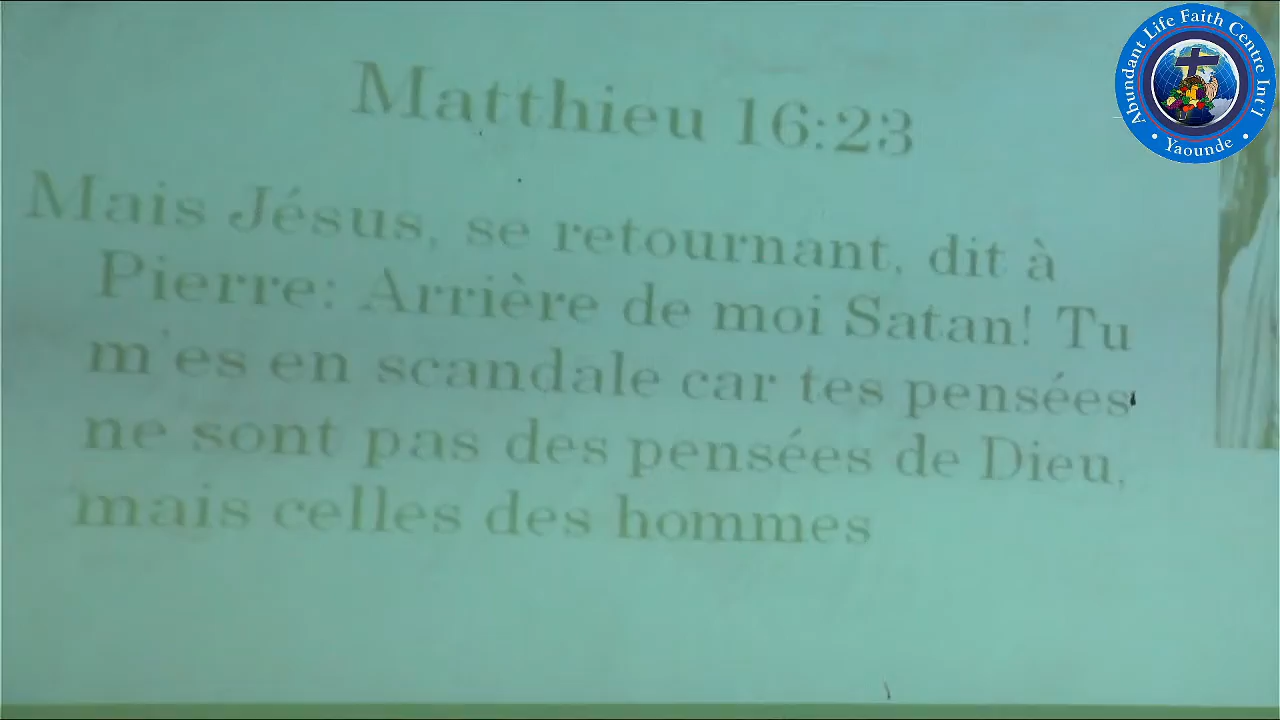 Matthieu 16:23
Mais Jésus, se retournant, dit à
Pierre: Arrière de moi Satan! Tu
m'es en scandale car tes pensées
ne sont pas des pensées de Dieu,
mais celles des hommes
Abundant Life Faith Centre Int'l
• Yaounde •